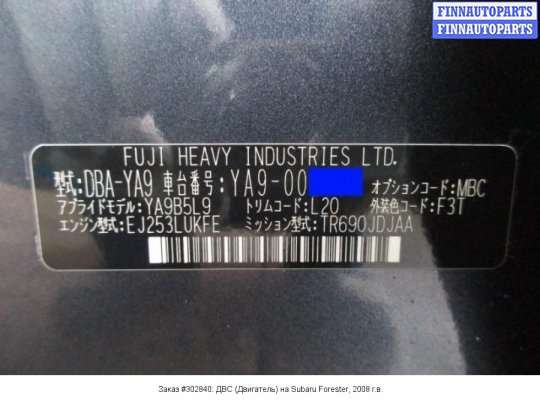 FINNAUTOPARTS
FINNAUTOPARTS
FINNAUTOPARTS
FUJI HEAVY INDUSTRIES LTD.
型式:DBA-YA9 車台番号:YA9-00 オプションコード:MBC
アプライドモデル:YA9B5L9 トリムコード:L20 外装色コード:F3T
エンジン型式:EJ253LUKFE ミッション型式:TR690JDJAA
Заказ #302840: ДВС (Двигатель) на Subaru Forester, 2008 г.в.